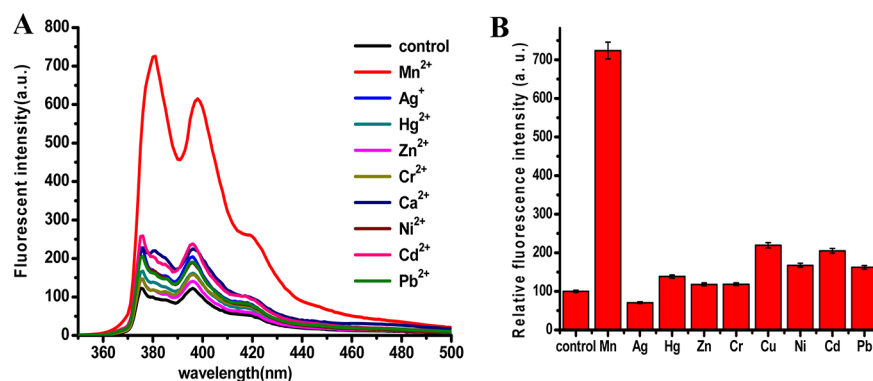 A
Fluorescent intensity(a.u.)
800
700
600
500
400
300
200
100
0
360 380 400 420 440 460 480 500
wavelength(nm)
control
Mn2+
Ag+
Hg2+
Zn2+
Cr2+
Ca2+
Ni2+
Cd2+
Pb2+
B
Relative fluorescence intensity (a. u.)
700
600
500
400
300
200
100
0
control Mn Ag Hg Zn Cr Cu Ni Cd Pb